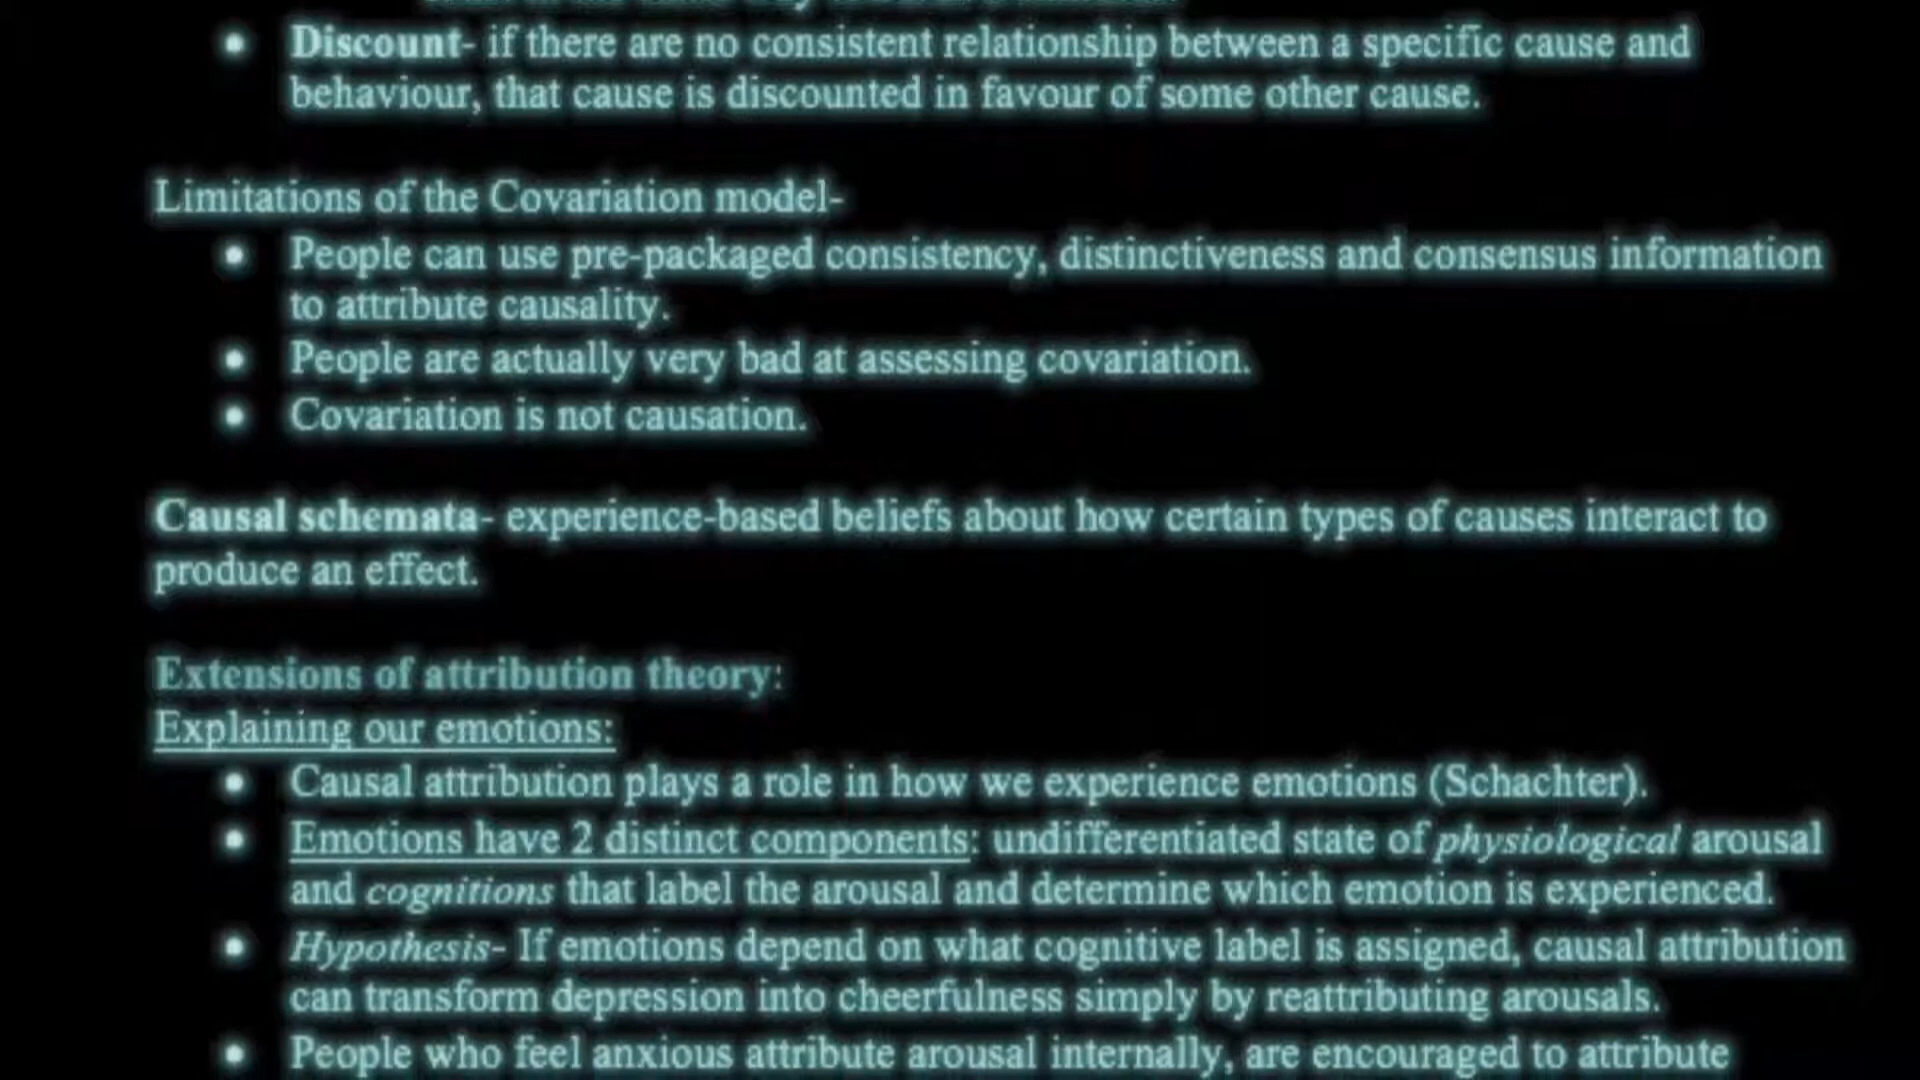 • Discount- if there are no consistent relationship between a specific cause and
behaviour, that cause is discounted in favour of some other cause.
Limitations of the Covariation model-
• People can use pre-packaged consistency, distinctiveness and consensus information
to attribute causality.
• People are actually very bad at assessing covariation.
• Covariation is not causation.
Causal schemata- experience-based beliefs about how certain types of causes interact to
produce an effect.
Extensions of attribution theory:
Explaining our emotions:
• Causal attribution plays a role in how we experience emotions (Schachter).
• Emotions have 2 distinct components: undifferentiated state of physiological arousal
and cognitions that label the arousal and determine which emotion is experienced.
• Hypothesis- If emotions depend on what cognitive label is assigned, causal attribution
can transform depression into cheerfulness simply by reattributing arousals.
• People who feel anxious attribute arousal internally, are encouraged to attribute